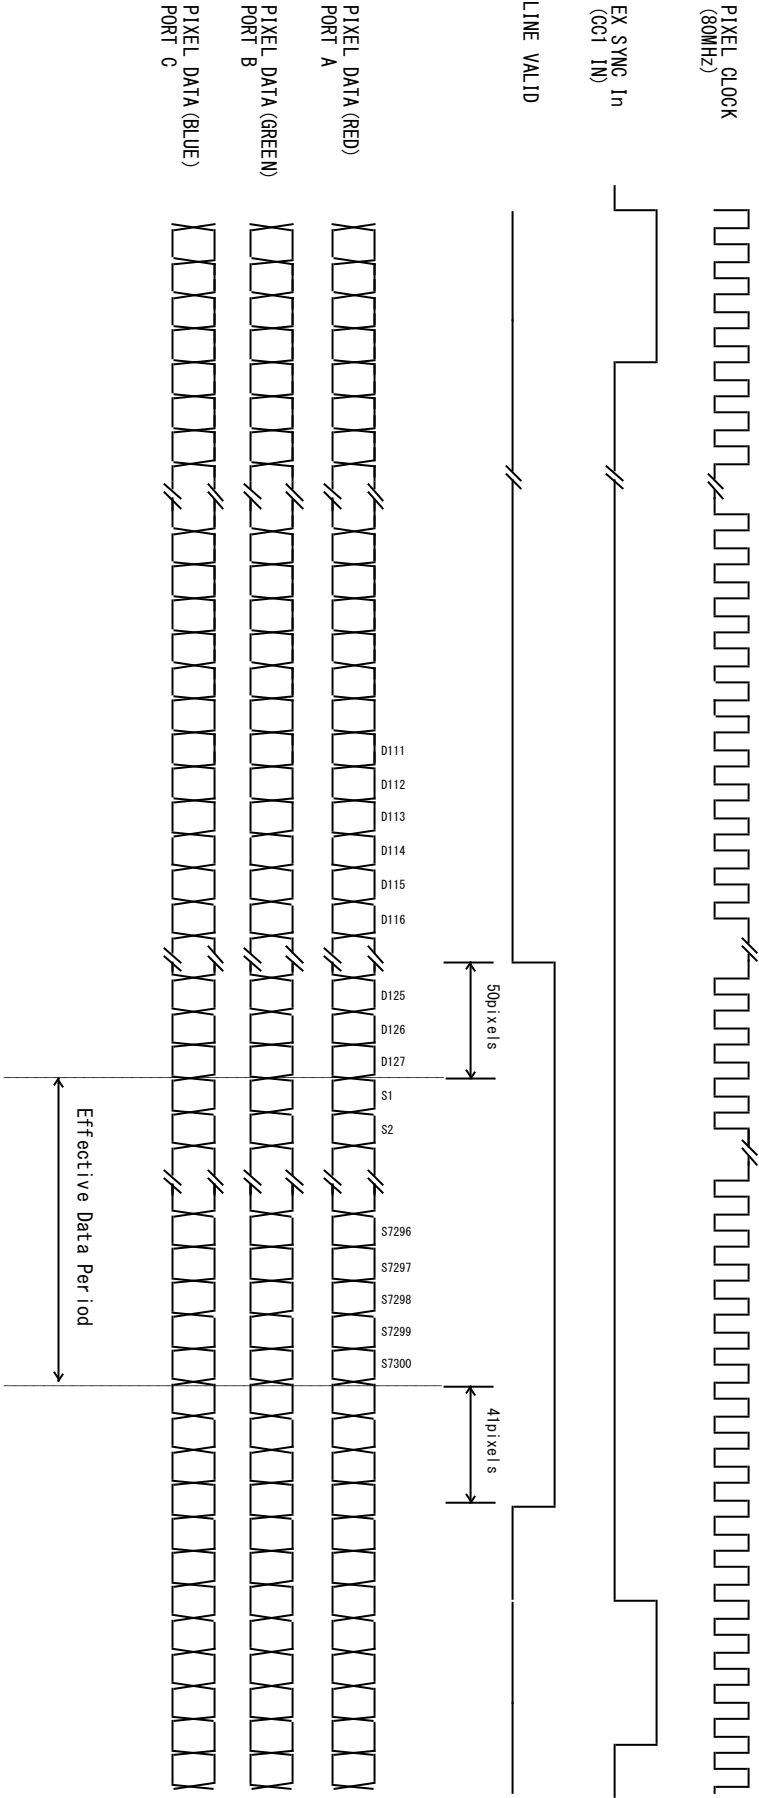 PIXEL CLOCK
(80MHz)
EX SYNC In
(CC1 IN)
LINE VALID
50pixels
41pixels
D111
D112
D113
D114
D115
D116
D125
D126
D127
S1
S2
S7296
S7297
S7298
S7299
S7300
PIXEL DATA (RED)
PORT A
PIXEL DATA (GREEN)
PORT B
PIXEL DATA (BLUE)
PORT C
Effective Data Period